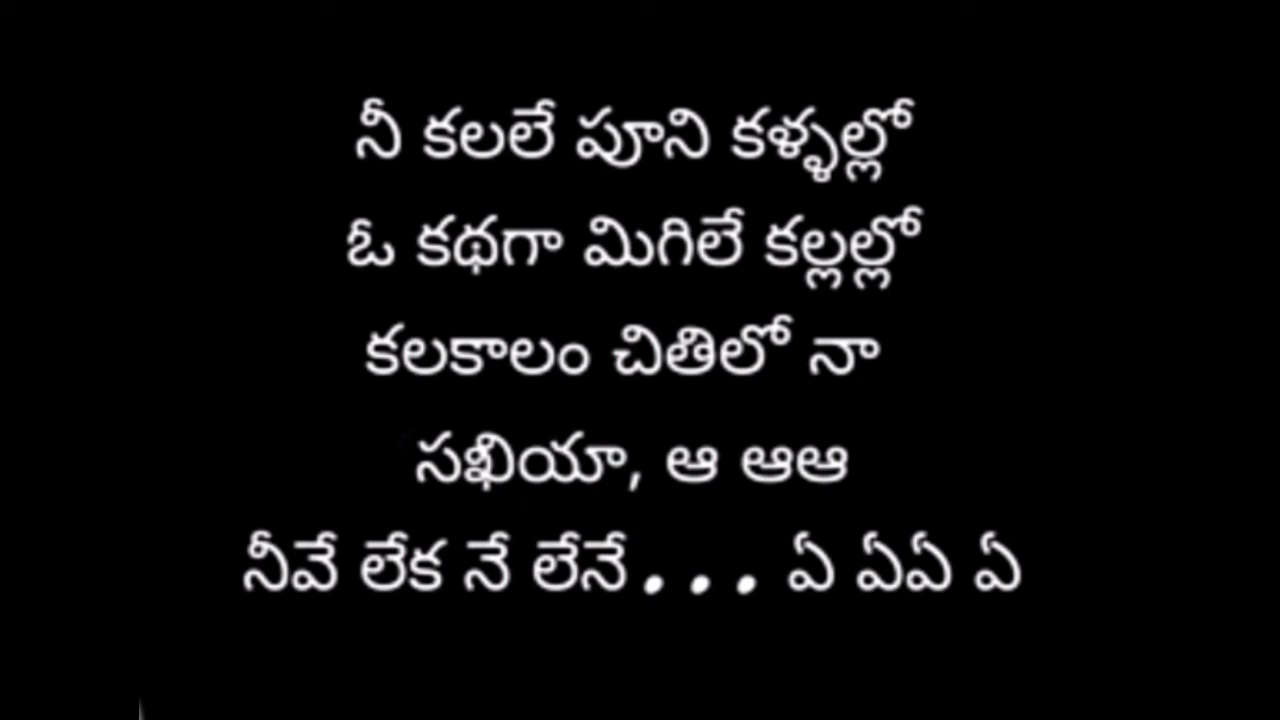 నీ కలలే పూని కళ్ళల్లో
ఓ కథగా మిగిలే కల్లల్లో
కలకాలం చితిలో నా
సఖియా, ఆ ఆఆ
నీవే లేక నే లేనే... ఏ ఏఏ ఏ